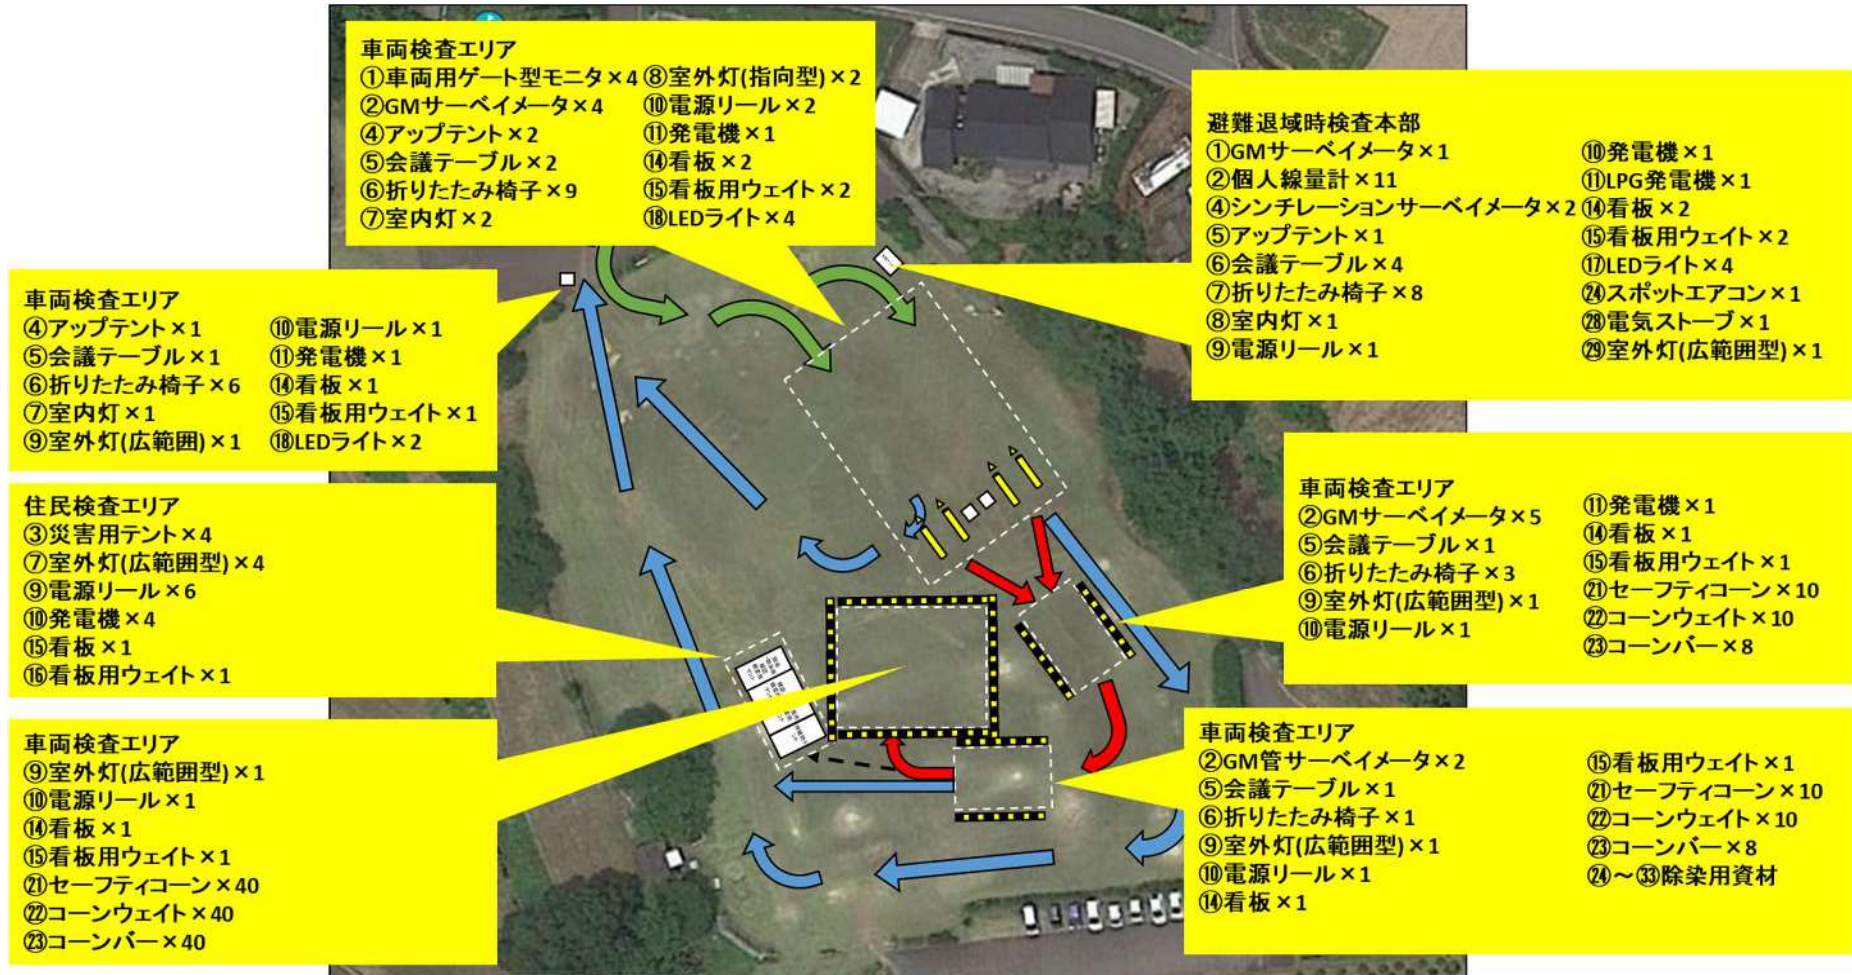 車両検査エリア
①車両用ゲート型モニタ×4
②GMサーベイメータ×4
④アップテント×2
⑤会議テーブル×2
⑥折りたたみ椅子×9
⑦室内灯×2
⑧室外灯(指向型)×2
⑩電源リール×2
⑪発電機×1
⑭看板×2
⑮看板用ウェイト×2
⑱LEDライト×4
避難退域時検査本部
①GMサーベイメータ×1
②個人線量計×11
④シンチレーションサーベイメータ×2
⑤アップテント×1
⑥会議テーブル×4
⑦折りたたみ椅子×8
⑧室内灯×1
⑨電源リール×1
⑩発電機×1
⑪LPG発電機×1
⑭看板×2
⑮看板用ウェイト×2
⑰LEDライト×4
㉔スポットエアコン×1
㉘電気ストーブ×1
㉙室外灯(広範囲型)×1
車両検査エリア
④アップテント×1
⑤会議テーブル×1
⑥折りたたみ椅子×6
⑦室内灯×1
⑨室外灯(広範囲)×1
⑩電源リール×1
⑪発電機×1
⑭看板×1
⑮看板用ウェイト×1
⑱LEDライト×2
住民検査エリア
③災害用テント×4
⑦室外灯(広範囲型)×4
⑨電源リール×6
⑩発電機×4
⑮看板×1
⑯看板用ウェイト×1
車両検査エリア
②GMサーベイメータ×5
⑤会議テーブル×1
⑥折りたたみ椅子×3
⑨室外灯(広範囲型)×1
⑩電源リール×1
⑪発電機×1
⑭看板×1
⑮看板用ウェイト×1
㉑セーフティコーン×10
㉒コーンウェイト×10
㉓コーンバー×8
車両検査エリア
⑨室外灯(広範囲型)×1
⑩電源リール×1
⑭看板×1
⑮看板用ウェイト×1
㉑セーフティコーン×40
㉒コーンウェイト×40
㉓コーンバー×40
車両検査エリア
②GM管サーベイメータ×2
⑤会議テーブル×1
⑥折りたたみ椅子×1
⑨室外灯(広範囲型)×1
⑩電源リール×1
⑭看板×1
⑮看板用ウェイト×1
㉑セーフティコーン×10
㉒コーンウェイト×10
㉓コーンバー×8
㉔～㉝除染用資材